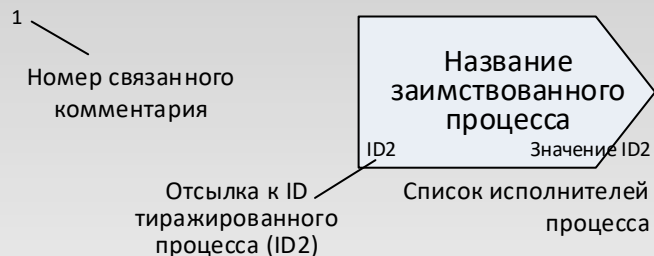 1
Номер связанного
комментария
Название
заимствованного
процесса
ID2
Значение ID2
Отсылка к ID
тиражированного
процесса (ID2)
Список исполнителей
процесса